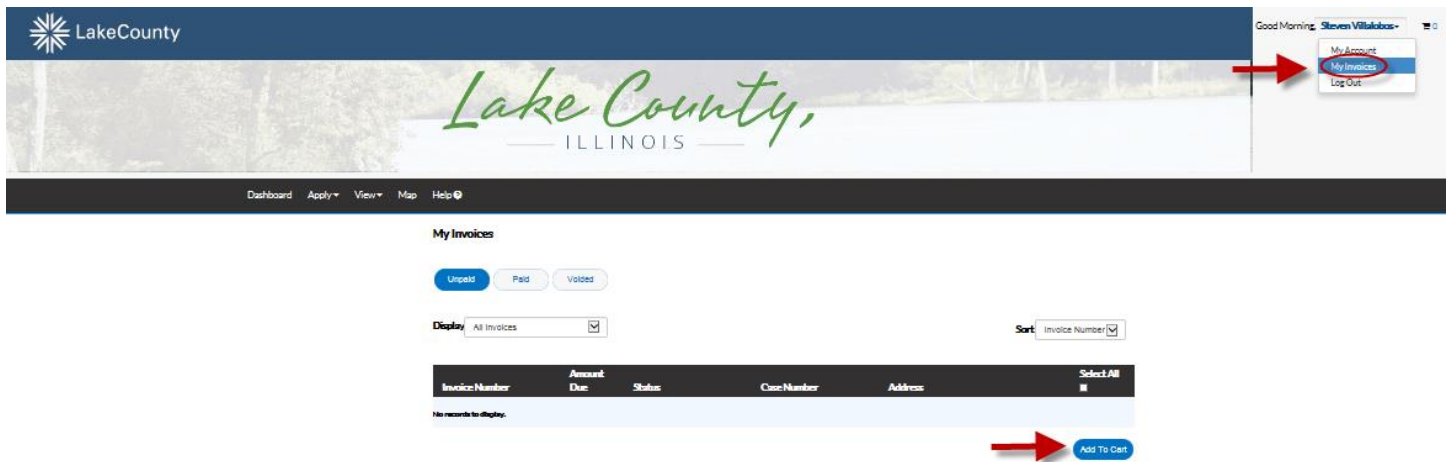 LakeCounty
Good Morning, Steven Villalobos 0
My Account
My Invoices
Log Out
Lake County,
ILLINOIS
Dashboard Apply View Map Help
My Invoices
Unpaid Paid Voided
Display All Invoices Sort Invoice Number
Invoice Number Amount Due Status Case Number Address Select All
No records to display.
Add To Cart